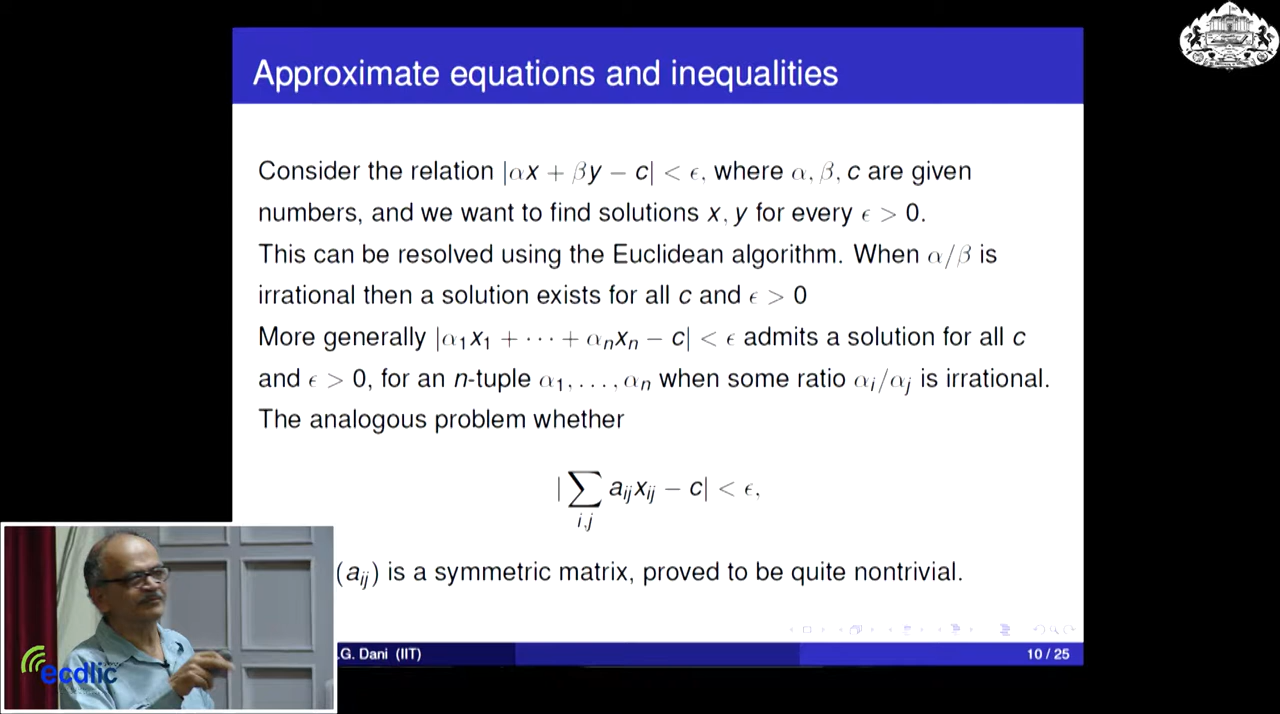 Approximate equations and inequalities
Consider the relation |αx + βy − c| < ϵ, where α, β, c are given
numbers, and we want to find solutions x, y for every ϵ > 0.
This can be resolved using the Euclidean algorithm. When α/β is
irrational then a solution exists for all c and ϵ > 0
More generally |α₁x₁ + ··· + αₙxₙ − c| < ϵ admits a solution for all c
and ϵ > 0, for an n-tuple α₁, . . . , αₙ when some ratio αᵢ/αⱼ is irrational.
The analogous problem whether
| ∑ aᵢⱼxᵢⱼ − c| < ϵ,
i,j
(aᵢⱼ) is a symmetric matrix, proved to be quite nontrivial.
.G. Dani (IIT)
10 / 25
ecdlic